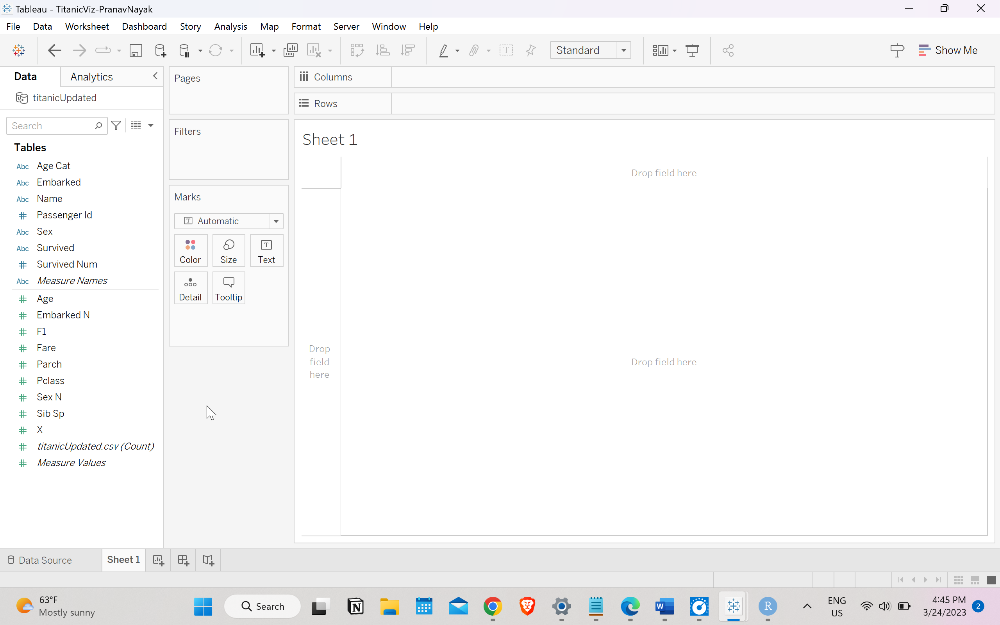 Tableau - TitanicViz-PranavNayak
File Data Worksheet Dashboard Story Analysis Map Format Server Window Help
Standard
Show Me
Data Analytics
titanicUpdated
Search
Tables
Abc Age Cat
Abc Embarked
Abc Name
# Passenger Id
Abc Sex
Abc Survived
# Survived Num
Abc Measure Names
# Age
# Embarked N
# F1
# Fare
# Parch
# Pclass
# Sex N
# Sib Sp
# X
# titanicUpdated.csv (Count)
# Measure Values
Pages
Filters
Marks
T Automatic
Color Size T Text
Detail Tooltip
Columns
Rows
Sheet 1
Drop field here
Drop
field
here
Drop field here
Data Source Sheet 1
63°F
Mostly sunny
Search
N
W
R
ENG
US
4:45 PM
3/24/2023
2